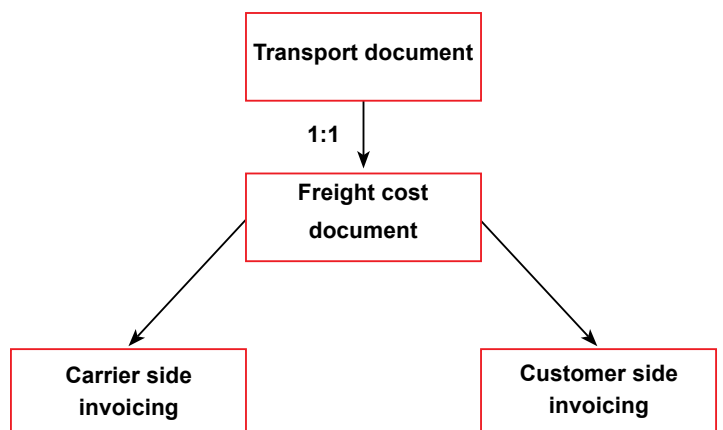 Transport document
1:1
Freight cost
document
Carrier side
invoicing
Customer side
invoicing